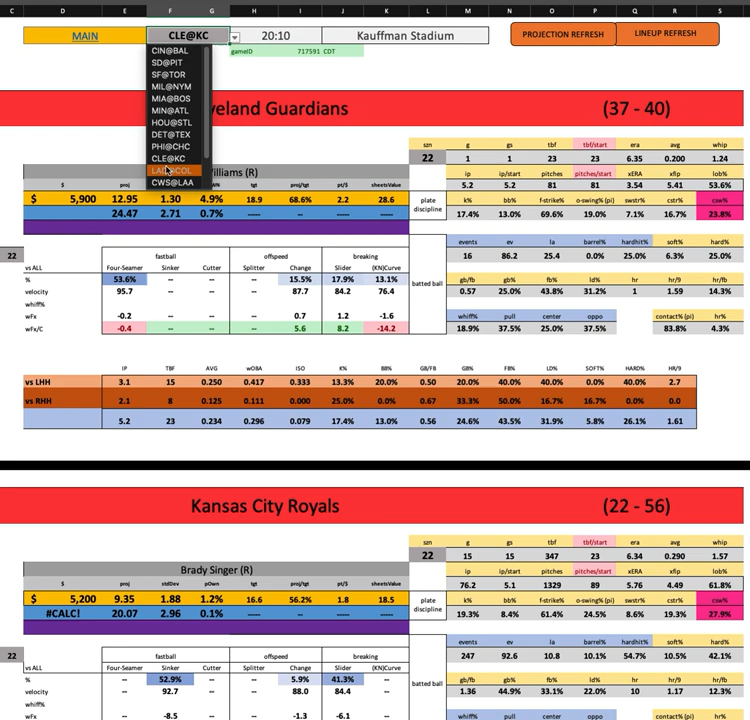 C D E F G H I J K L M N O P Q R S
MAIN CLE@KC 20:10 Kauffman Stadium PROJECTION REFRESH LINEUP REFRESH
gameID 717591 CDT
CIN@BAL
SD@PIT
SF@TOR
MIL@NYM
MIA@BOS
MIN@ATL
HOU@STL
DET@TEX
PHI@CHC
CLE@KC
LAD@COL
CWS@LAA
veland Guardians (37 - 40)
szn g gs tbf tbf/start era avg whip
22 1 1 23 23 6.35 0.200 1.24
ip ip/start pitches pitches/start xERA xfip lob%
5.2 5.2 81 81 3.54 5.41 53.6%
illiams (R)
$ proj WN tgt proj/tgt pt/$ sheetsValue
$ 5,900 12.95 1.30 4.9% 18.9 68.6% 2.2 28.6
24.47 2.71 0.7% ---- -- ---- ----
plate discipline
k% bb% f-strike% o-swing% (pi) swstr% cstr% csw%
17.4% 13.0% 69.6% 19.0% 7.1% 16.7% 23.8%
22 fastball offspeed breaking
vs ALL Four-Seamer Sinker Cutter Splitter Change Slider (KN)Curve
% 53.6% -- -- -- 15.5% 17.9% 13.1%
velocity 95.7 -- -- -- 87.7 84.2 76.4
whiff%
wFx -0.2 -- -- -- 0.7 1.2 -1.6
wFx/C -0.4 -- -- -- 5.6 8.2 -14.2
batted ball
events ev la barrel% hardhit% soft% hard%
16 86.2 25.4 0.0% 25.0% 6.3% 25.0%
gb/fb gb% fb% ld% hr hr/9 hr/fb
0.57 25.0% 43.8% 31.2% 1 1.59 14.3%
whiff% pull center oppo contact% (pi) hr%
18.9% 37.5% 25.0% 37.5% 83.8% 4.3%
IP TBF AVG wOBA ISO K% BB% GB/FB GB% FB% LD% SOFT% HARD% HR/9
vs LHH 3.1 15 0.250 0.417 0.333 13.3% 20.0% 0.50 20.0% 40.0% 40.0% 0.0% 40.0% 2.7
vs RHH 2.1 8 0.125 0.111 0.000 25.0% 0.0% 0.67 33.3% 50.0% 16.7% 16.7% 0.0% 0.0
5.2 23 0.234 0.296 0.079 17.4% 13.0% 0.56 24.6% 43.5% 31.9% 5.8% 26.1% 1.61
Kansas City Royals (22 - 56)
szn g gs tbf tbf/start era avg whip
22 15 15 347 23 6.34 0.290 1.57
ip ip/start pitches pitches/start xERA xfip lob%
76.2 5.1 1329 89 5.76 4.49 61.8%
Brady Singer (R)
$ proj stdDev pOwn tgt proj/tgt pt/$ sheetsValue
$ 5,200 9.35 1.88 1.2% 16.6 56.2% 1.8 18.5
#CALC! 20.07 2.96 0.1% ---- -- ---- ----
plate discipline
k% bb% f-strike% o-swing% (pi) swstr% cstr% csw%
19.3% 8.4% 61.4% 24.5% 8.6% 19.3% 27.9%
22 fastball offspeed breaking
vs ALL Four-Seamer Sinker Cutter Splitter Change Slider (KN)Curve
% -- 52.9% -- -- 5.9% 41.3% --
velocity -- 92.7 -- -- 88.0 84.4 --
whiff%
wFx -- -8.5 -- -- -1.3 -6.1 --
batted ball
events ev la barrel% hardhit% soft% hard%
247 92.6 10.8 10.1% 54.7% 10.5% 42.1%
gb/fb gb% fb% ld% hr hr/9 hr/fb
1.36 44.9% 33.1% 22.0% 10 1.17 12.3%
whiff% pull center oppo contact% (pi) hr%